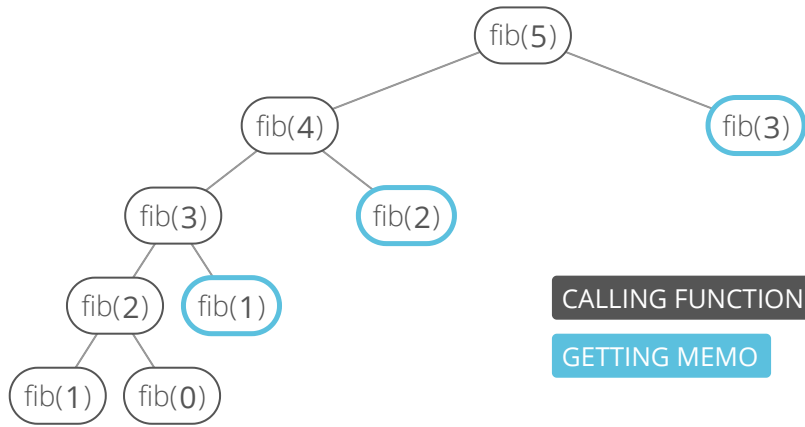 fib(5)
fib(4)
fib(3)
fib(3)
fib(2)
fib(2)
fib(1)
CALLING FUNCTION
GETTING MEMO
fib(1)
fib(0)